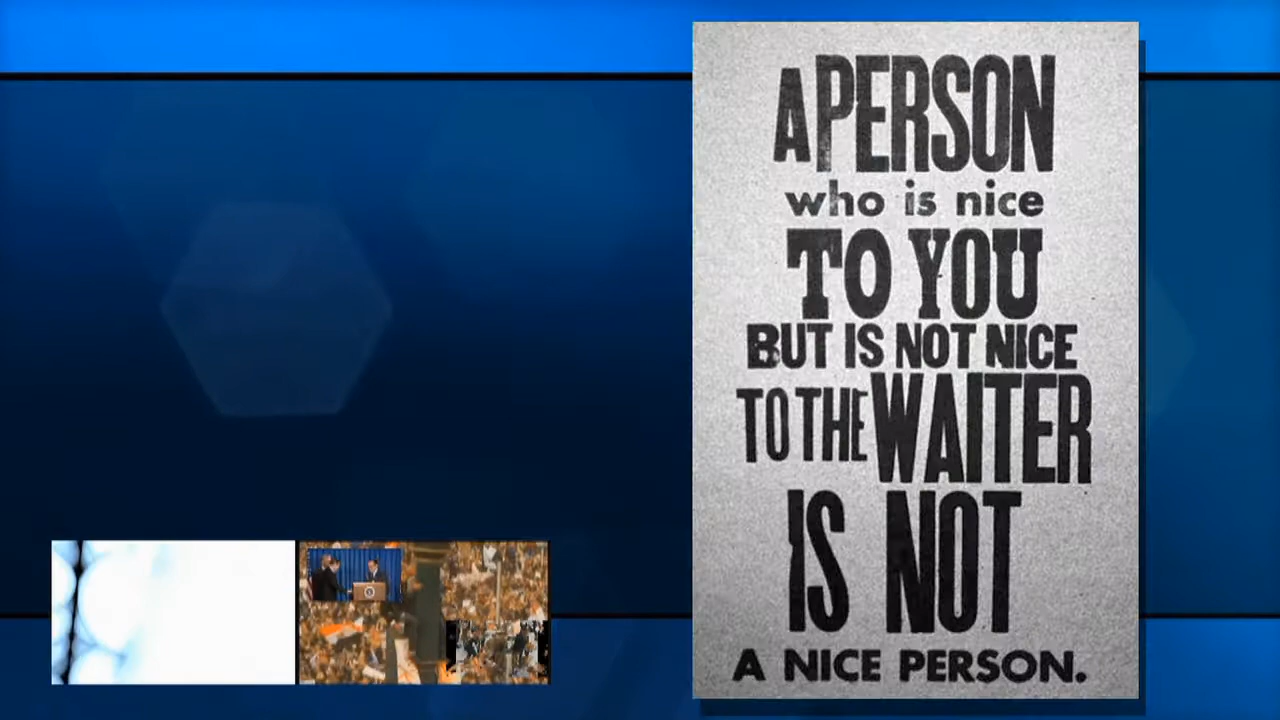 A PERSON
who is nice
TO YOU
BUT IS NOT NICE
TO THE WAITER
IS NOT
A NICE PERSON.